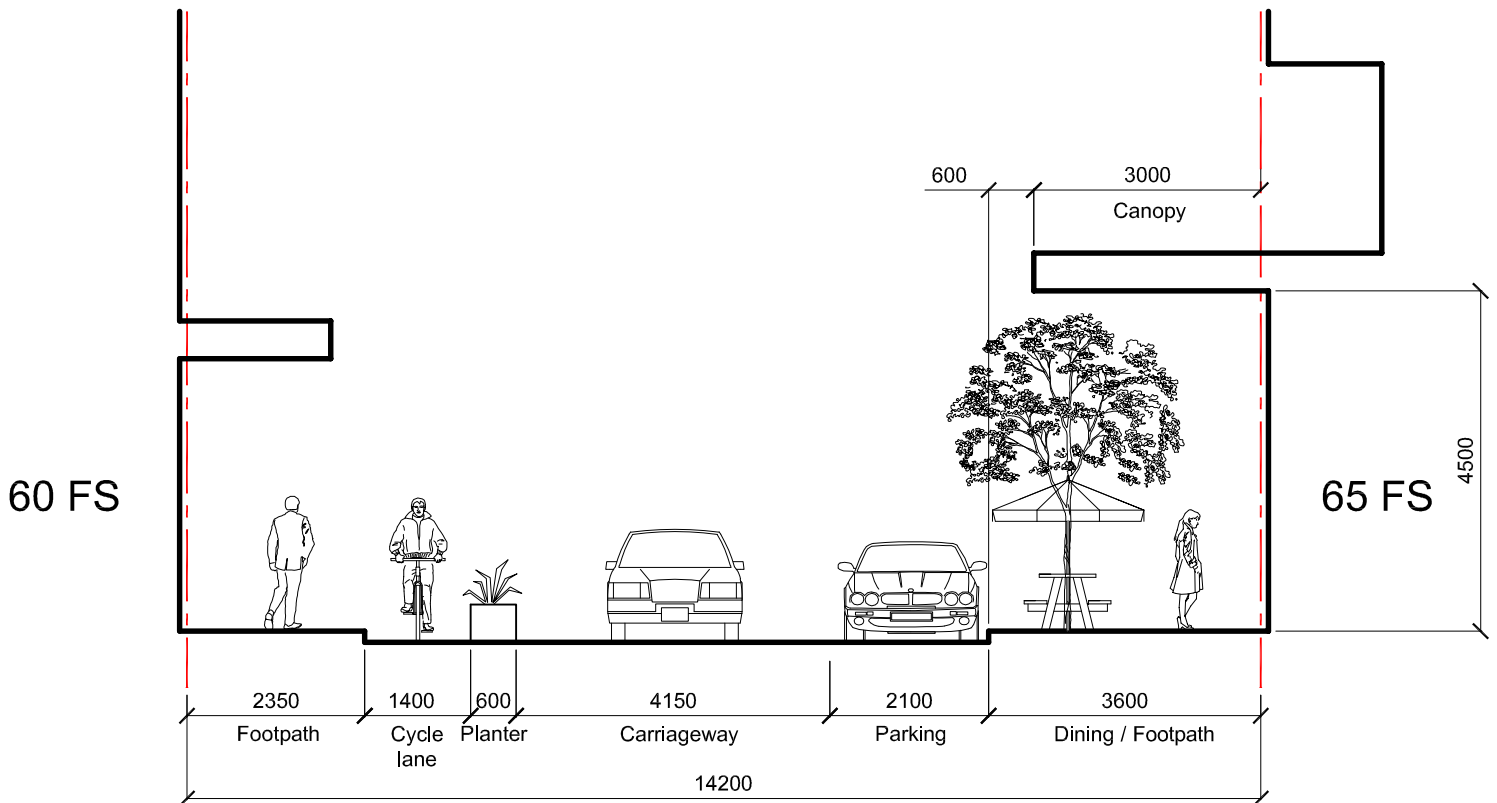 600
3000
Canopy
60 FS
65 FS
4500
2350
1400
600
4150
2100
3600
Footpath
Cycle
lane
Planter
Carriageway
Parking
Dining / Footpath
14200